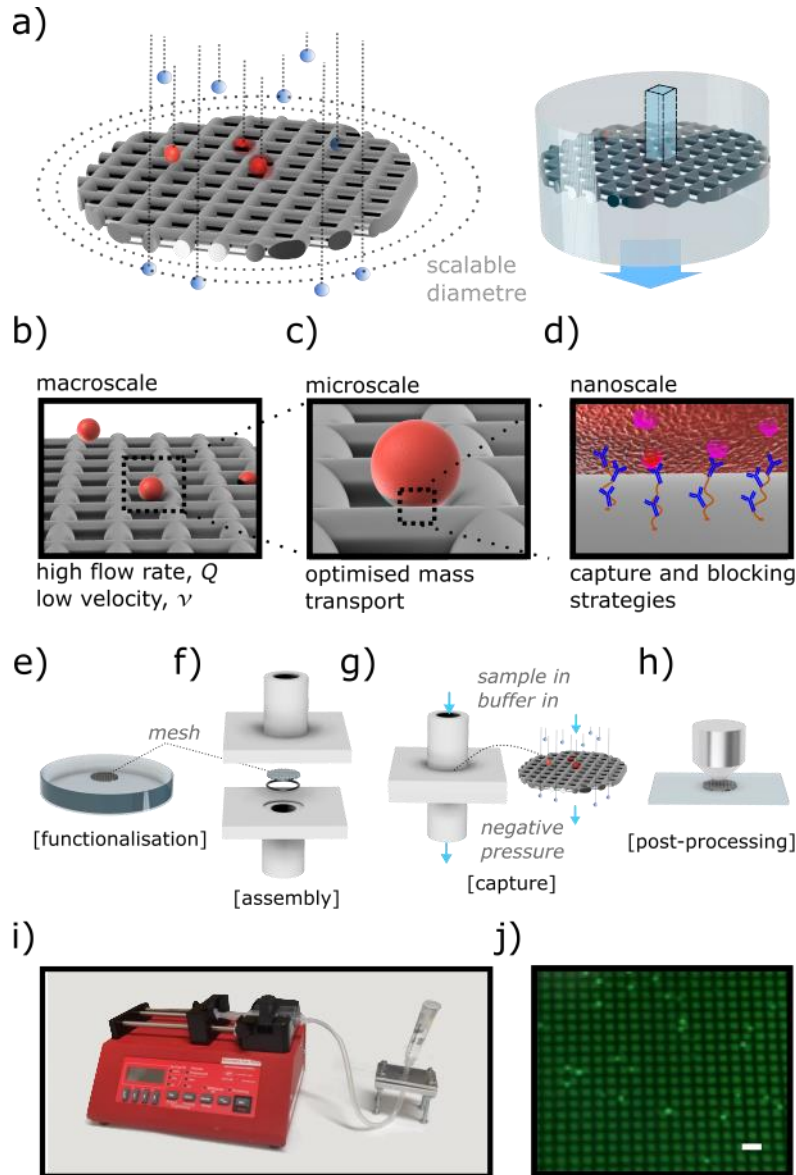 a)
scalable
diametre
b)
c)
d)
macroscale
microscale
nanoscale
high flow rate, Q
low velocity, ν
optimised mass
transport
capture and blocking
strategies
e)
f)
g)
h)
mesh
sample in
buffer in
negative
pressure
[functionalisation]
[assembly]
[capture]
[post-processing]
i)
j)